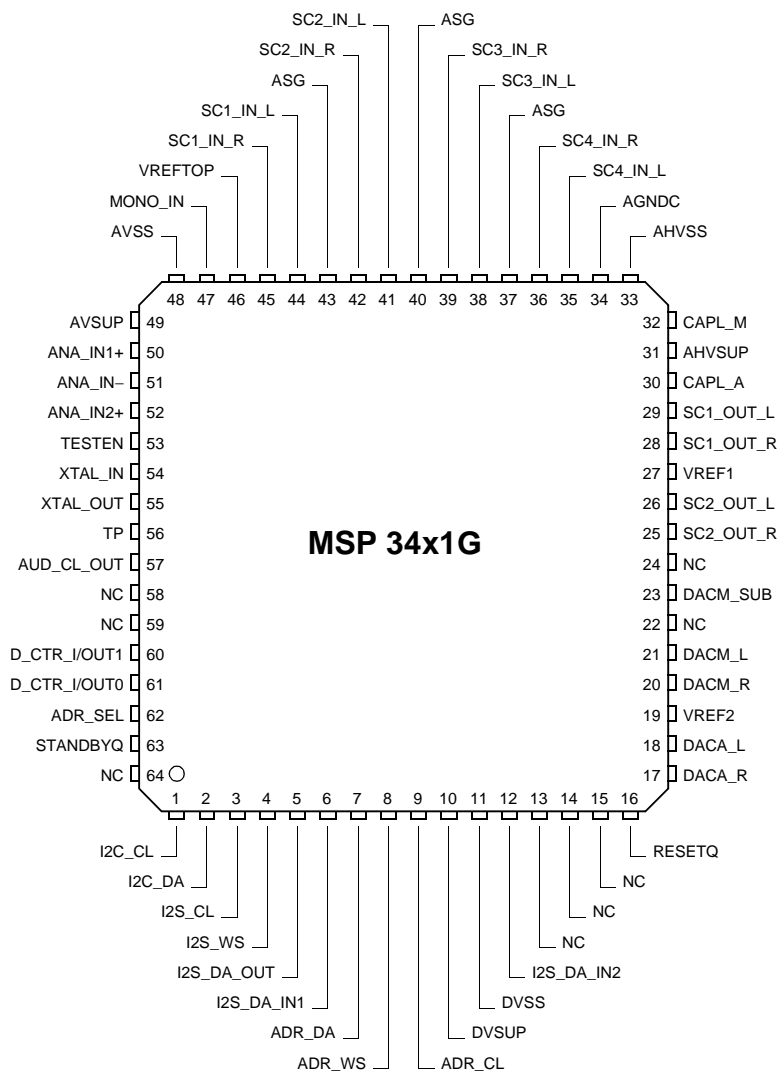 SC2_IN_L ASG
SC2_IN_R SC3_IN_R
ASG SC3_IN_L
SC1_IN_L ASG
SC1_IN_R SC4_IN_R
VREFTOP SC4_IN_L
MONO_IN AGNDC
AVSS AHVSS
48 47 46 45 44 43 42 41 40 39 38 37 36 35 34 33
AVSUP 49 32 CAPL_M
ANA_IN1+ 50 31 AHVSUP
ANA_IN− 51 30 CAPL_A
ANA_IN2+ 52 29 SC1_OUT_L
TESTEN 53 28 SC1_OUT_R
XTAL_IN 54 27 VREF1
XTAL_OUT 55 26 SC2_OUT_L
TP 56 25 SC2_OUT_R
MSP 34x1G
AUD_CL_OUT 57 24 NC
NC 58 23 DACM_SUB
NC 59 22 NC
D_CTR_I/OUT1 60 21 DACM_L
D_CTR_I/OUT0 61 20 DACM_R
ADR_SEL 62 19 VREF2
STANDBYQ 63 18 DACA_L
NC 64 17 DACA_R
1 2 3 4 5 6 7 8 9 10 11 12 13 14 15 16
I2C_CL RESETQ
I2C_DA NC
I2S_CL NC
I2S_WS NC
I2S_DA_OUT I2S_DA_IN2
I2S_DA_IN1 DVSS
ADR_DA DVSUP
ADR_WS ADR_CL